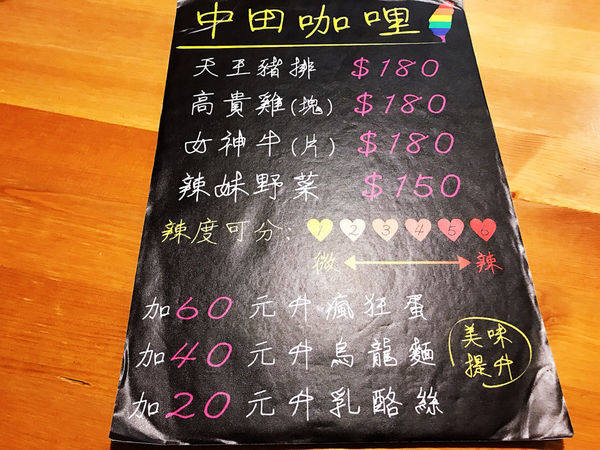 中田咖哩
天王豬排 $180
高貴雞(塊) $180
女神牛(片) $180
辣妹野菜 $150
辣度可分: 1 2 3 4 5 6
微 辣
加60元升瘋狂蛋
加40元升烏龍麵
加20元升乳酪絲
美味
提升